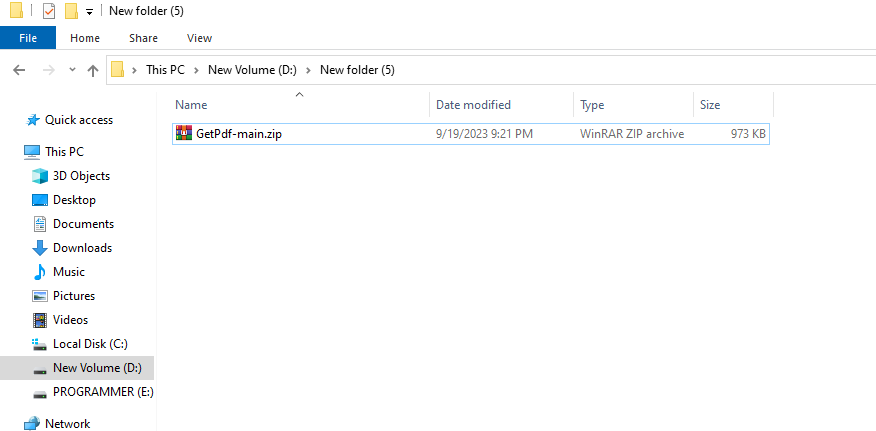 New folder (5)
File Home Share View
This PC New Volume (D:) New folder (5)
Name Date modified Type Size
Quick access
GetPdf-main.zip 9/19/2023 9:21 PM WinRAR ZIP archive 973 KB
This PC
3D Objects
Desktop
Documents
Downloads
Music
Pictures
Videos
Local Disk (C:)
New Volume (D:)
PROGRAMMER (E:)
Network